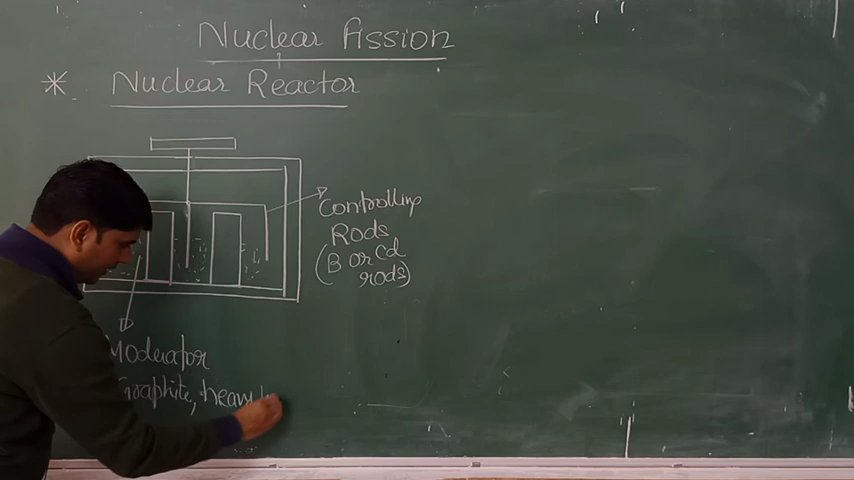 Nuclear Fission
* Nuclear Reactor
Controlling
Rods
(B or Cd
rods)
Moderator
Graphite, heavy